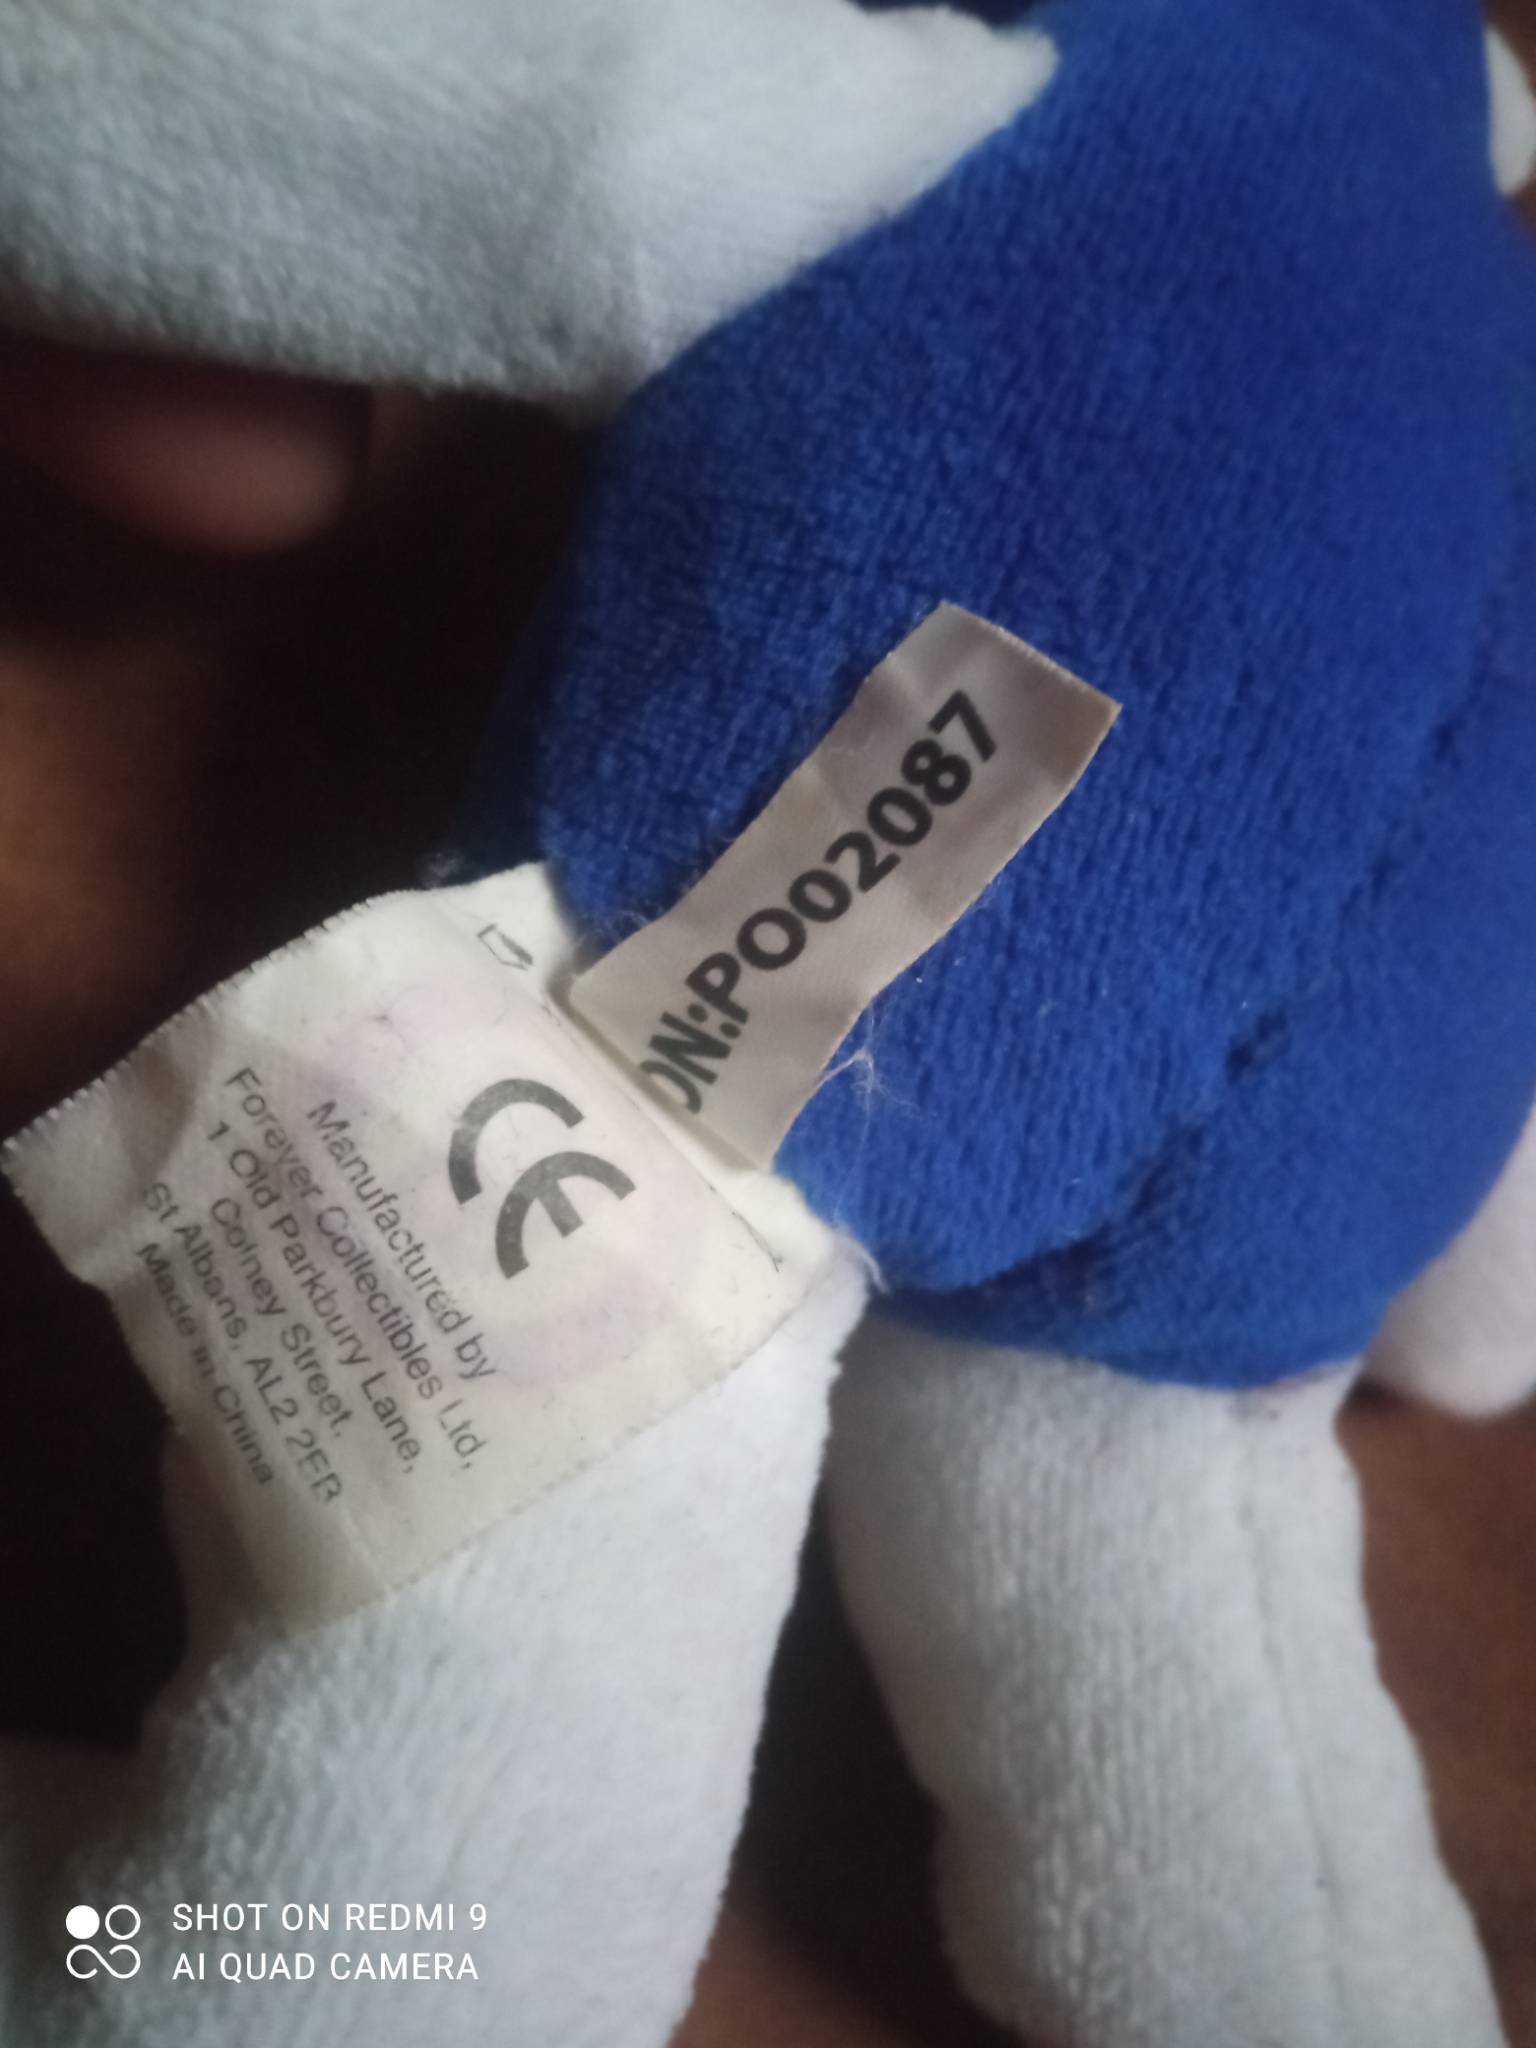 ON:PO02087
CE
Manufactured by
Forever Collectibles Ltd,
1 Old Parkbury Lane,
Colney Street,
St Albans, AL2 2EB
Made in China
SHOT ON REDMI 9
AI QUAD CAMERA